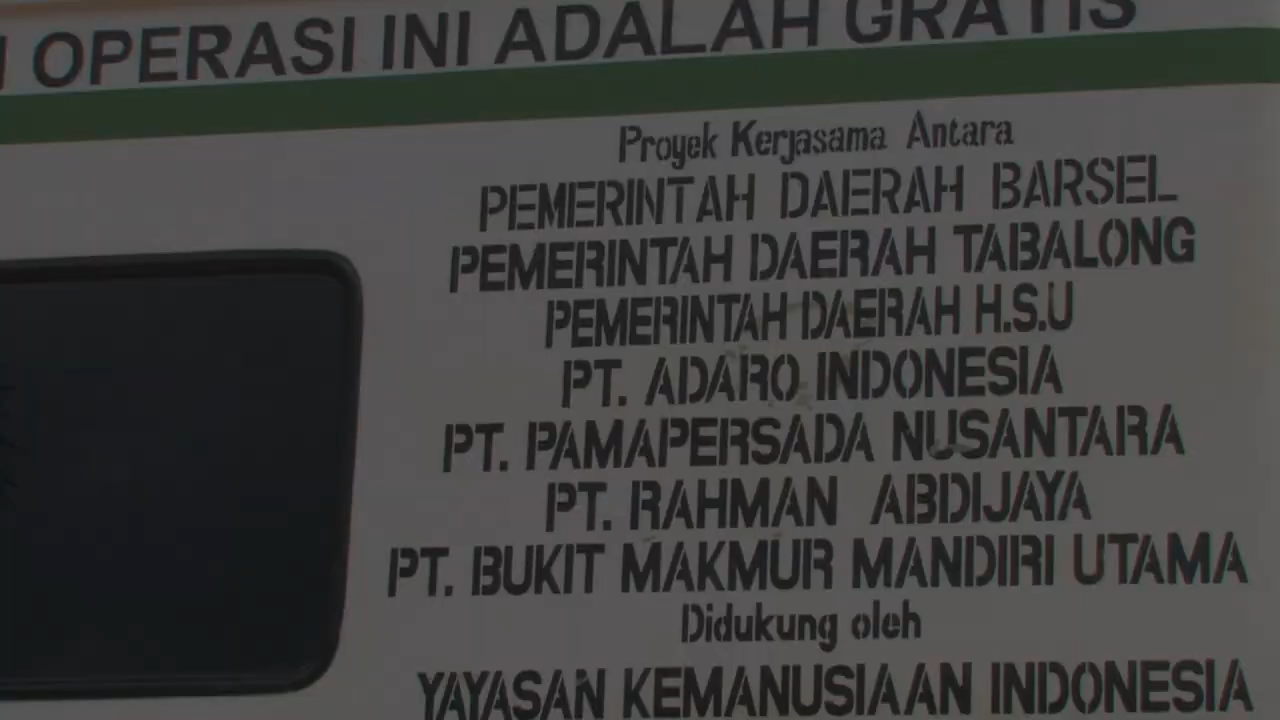 OPERASI INI ADALAH GRATIS
Proyek Kerjasama Antara
PEMERINTAH DAERAH BARSEL
PEMERINTAH DAERAH TABALONG
PEMERINTAH DAERAH H.S.U
PT. ADARO INDONESIA
PT. PAMAPERSADA NUSANTARA
PT. RAHMAN ABDIJAYA
PT. BUKIT MAKMUR MANDIRI UTAMA
Didukung oleh
YAYASAN KEMANUSIAAN INDONESIA